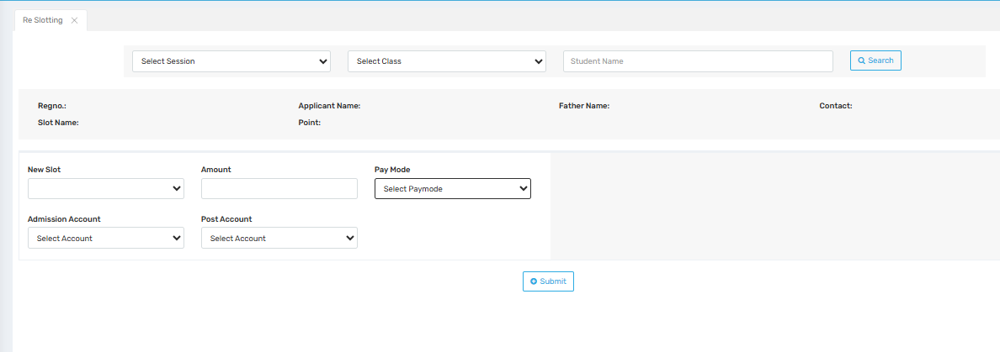 Re Slotting
Select Session Select Class Student Name Search
Regno.: Applicant Name: Father Name: Contact:
Slot Name: Point:
New Slot Amount Pay Mode
Select Paymode
Admission Account Post Account
Select Account Select Account
Submit